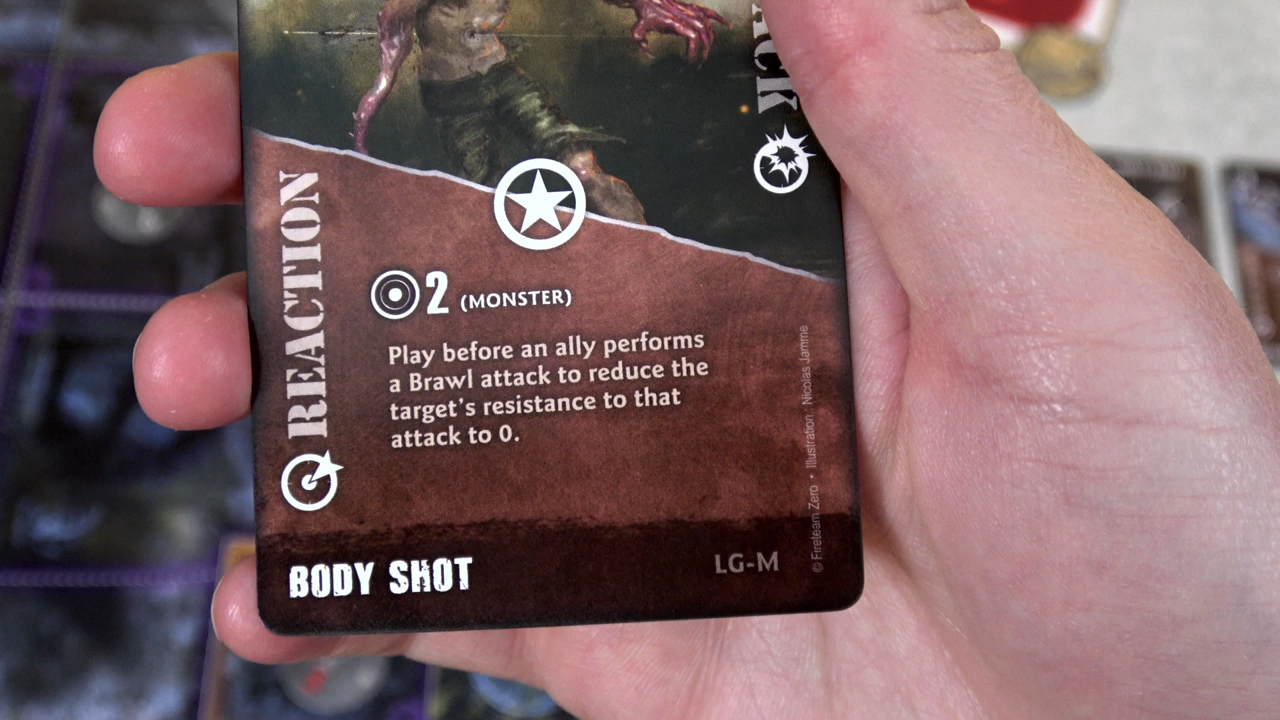 REACTION
2 (MONSTER)
Play before an ally performs
a Brawl attack to reduce the
target's resistance to that
attack to 0.
© Fireteam Zero • Illustration: Nicolas Jamme
BODY SHOT
LG-M